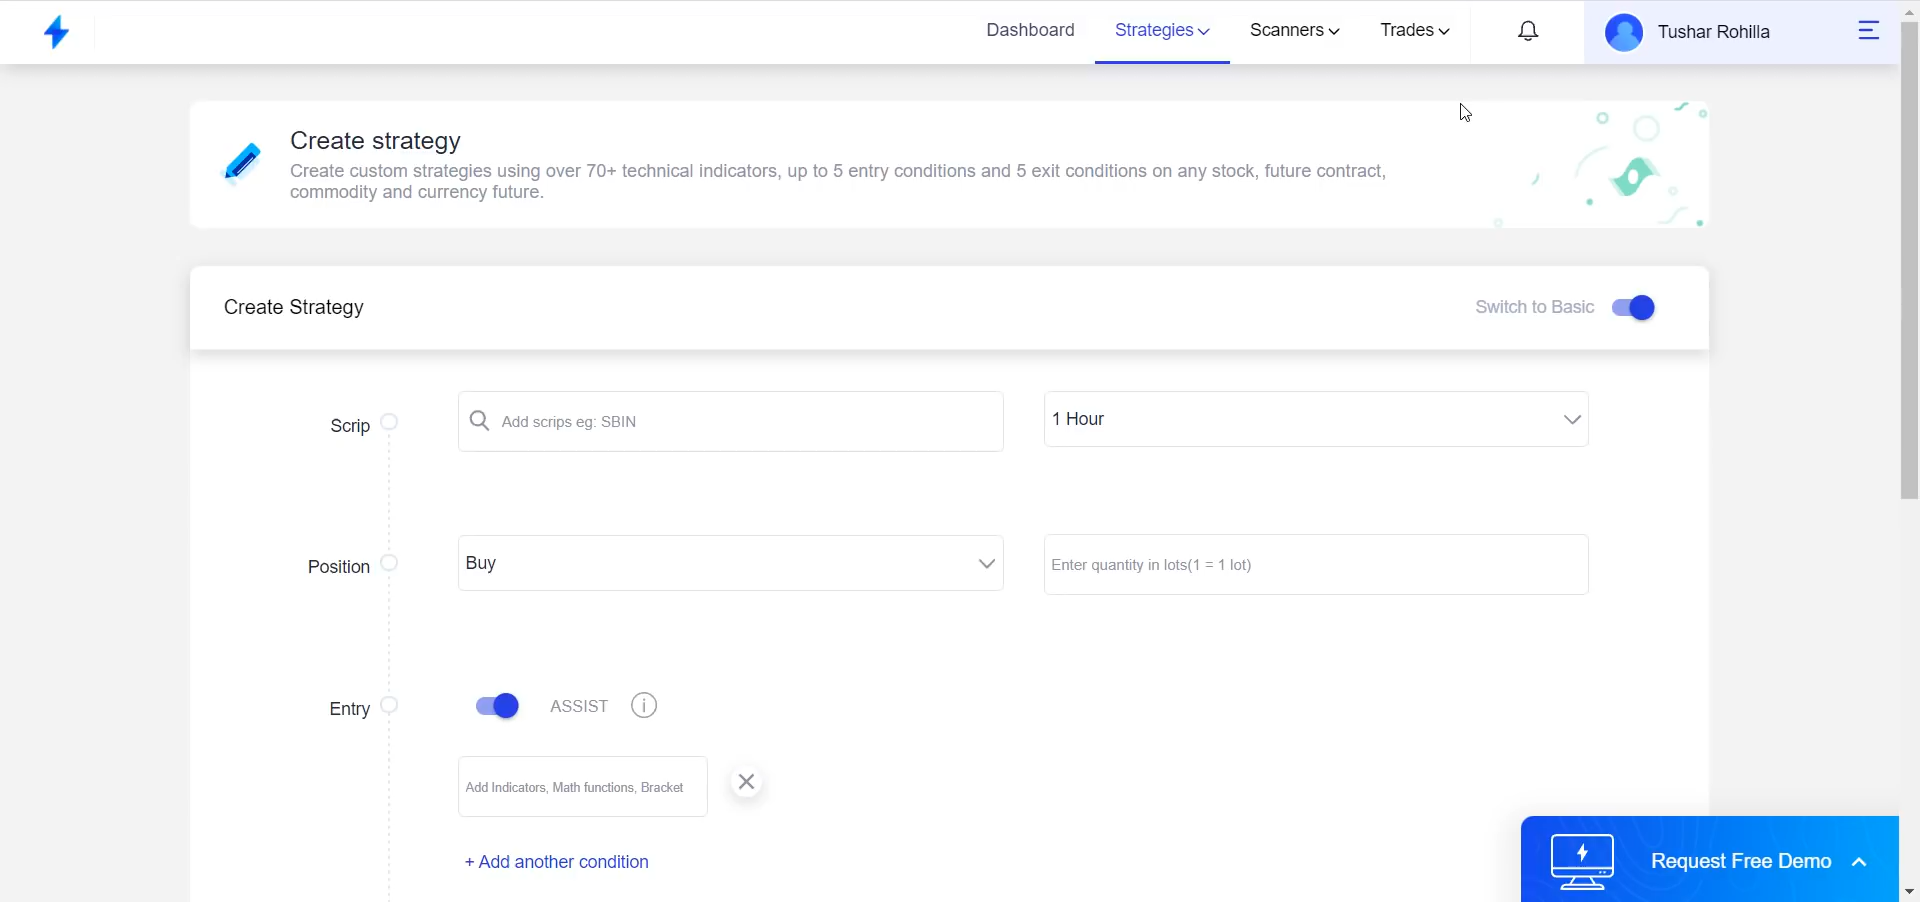 Dashboard
Strategies
Scanners
Trades
Tushar Rohilla
Create strategy
Create custom strategies using over 70+ technical indicators, up to 5 entry conditions and 5 exit conditions on any stock, future contract,
commodity and currency future.
Create Strategy
Switch to Basic
Scrip
Add scrips eg: SBIN
1 Hour
Position
Buy
Enter quantity in lots(1 = 1 lot)
Entry
ASSIST
Add Indicators, Math functions, Bracket
+ Add another condition
Request Free Demo